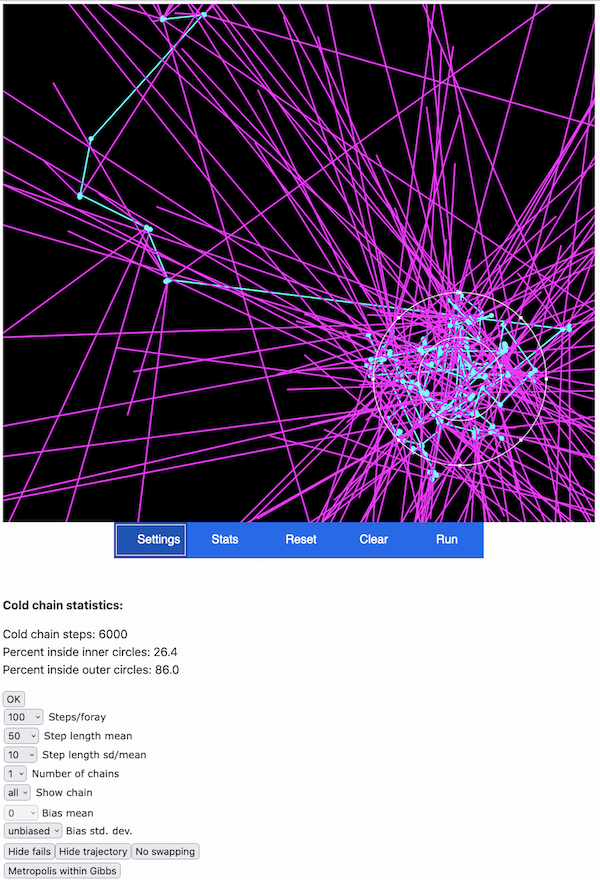 Settings Stats Reset Clear Run
Cold chain statistics:
Cold chain steps: 6000
Percent inside inner circles: 26.4
Percent inside outer circles: 86.0
OK
100 Steps/foray
50 Step length mean
10 Step length sd/mean
1 Number of chains
all Show chain
0 Bias mean
unbiased Bias std. dev.
Hide fails Hide trajectory No swapping
Metropolis within Gibbs